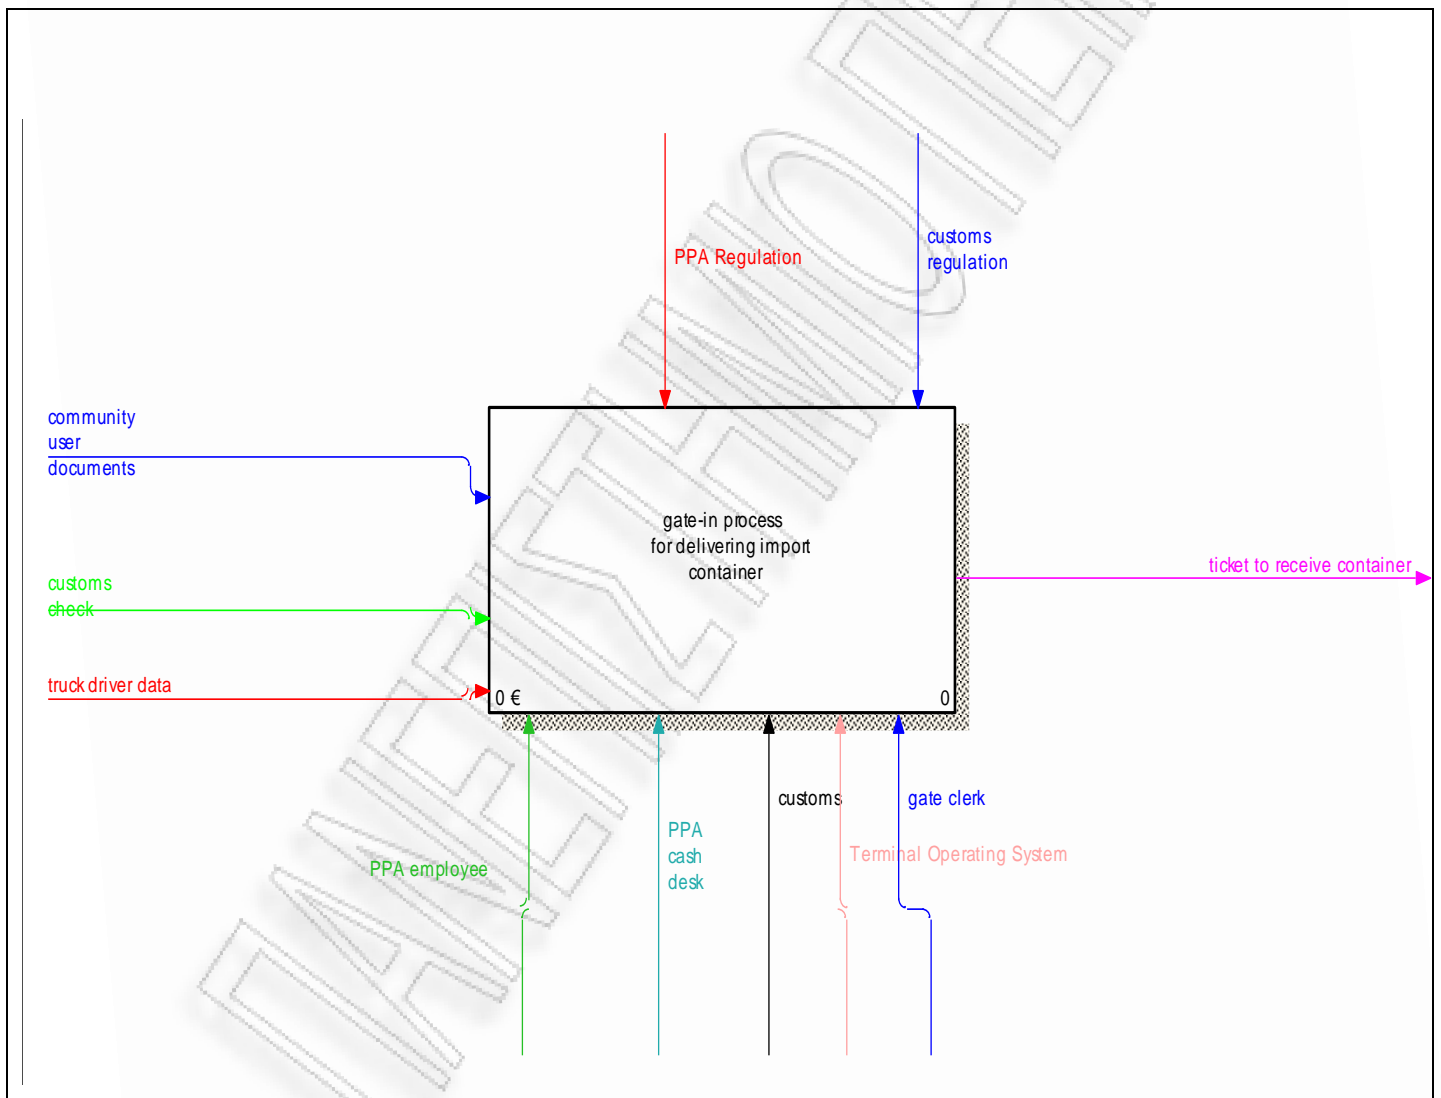 PPA Regulation
customs
regulation
community
user
documents
gate-in process
for delivering import
container
ticket to receive container
customs
check
truck driver data
0 €
0
customs
gate clerk
PPA
cash
desk
Terminal Operating System
PPA employee